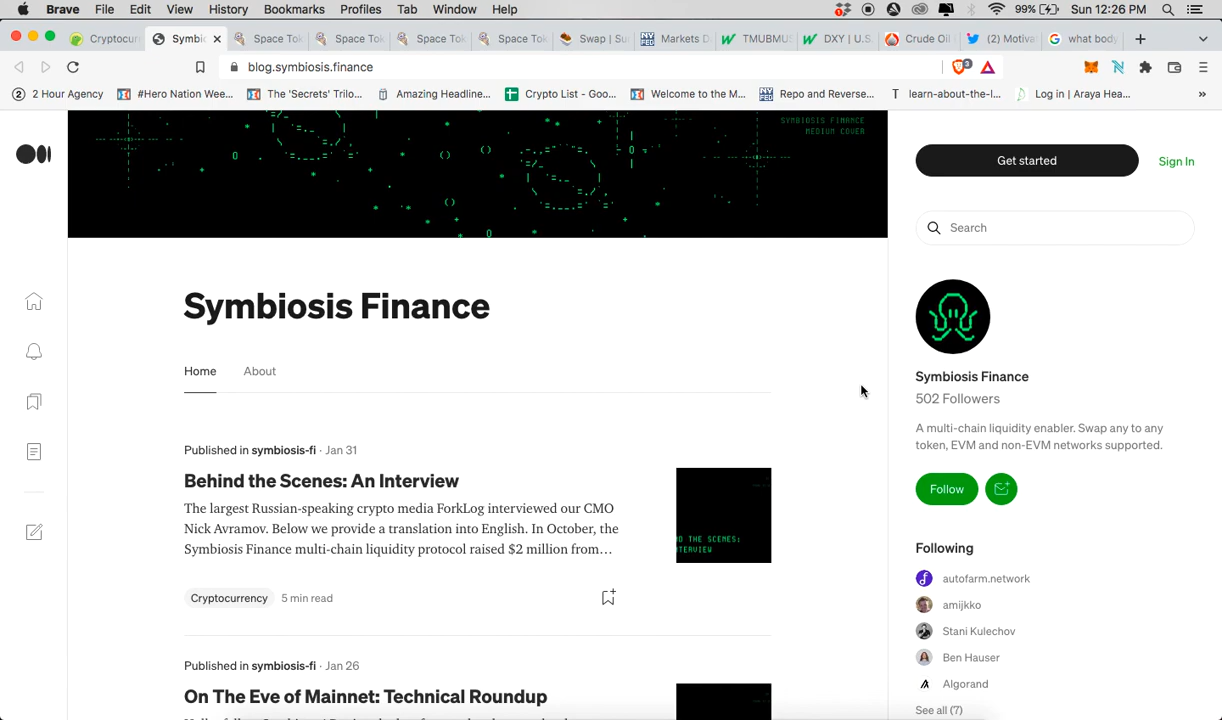 Brave File Edit View History Bookmarks Profiles Tab Window Help 99% Sun 12:26 PM
Cryptocurr Symbio Space Tok Space Tok Space Tok Space Tok Swap | Su Markets D TMUBMUS DXY | U.S. Crude Oil (2) Motiva what body
blog.symbiosis.finance 3
2 Hour Agency #Hero Nation Wee... The 'Secrets' Trilo... Amazing Headline... Crypto List - Goo... Welcome to the M... Repo and Reverse... learn-about-the-l... Log in | Araya Hea... »
SYMBIOSIS FINANCE
MEDIUM COVER
Get started Sign In
Search
Symbiosis Finance
Home About
Symbiosis Finance
502 Followers
A multi-chain liquidity enabler. Swap any to any
token, EVM and non-EVM networks supported.
Follow
Published in symbiosis-fi · Jan 31
Behind the Scenes: An Interview
The largest Russian-speaking crypto media ForkLog interviewed our CMO
Nick Avramov. Below we provide a translation into English. In October, the
Symbiosis Finance multi-chain liquidity protocol raised $2 million from...
D THE SCENES:
TERVIEW
Cryptocurrency 5 min read
Following
autofarm.network
amijkko
Stani Kulechov
Ben Hauser
Algorand
See all (7)
Published in symbiosis-fi · Jan 26
On The Eve of Mainnet: Technical Roundup